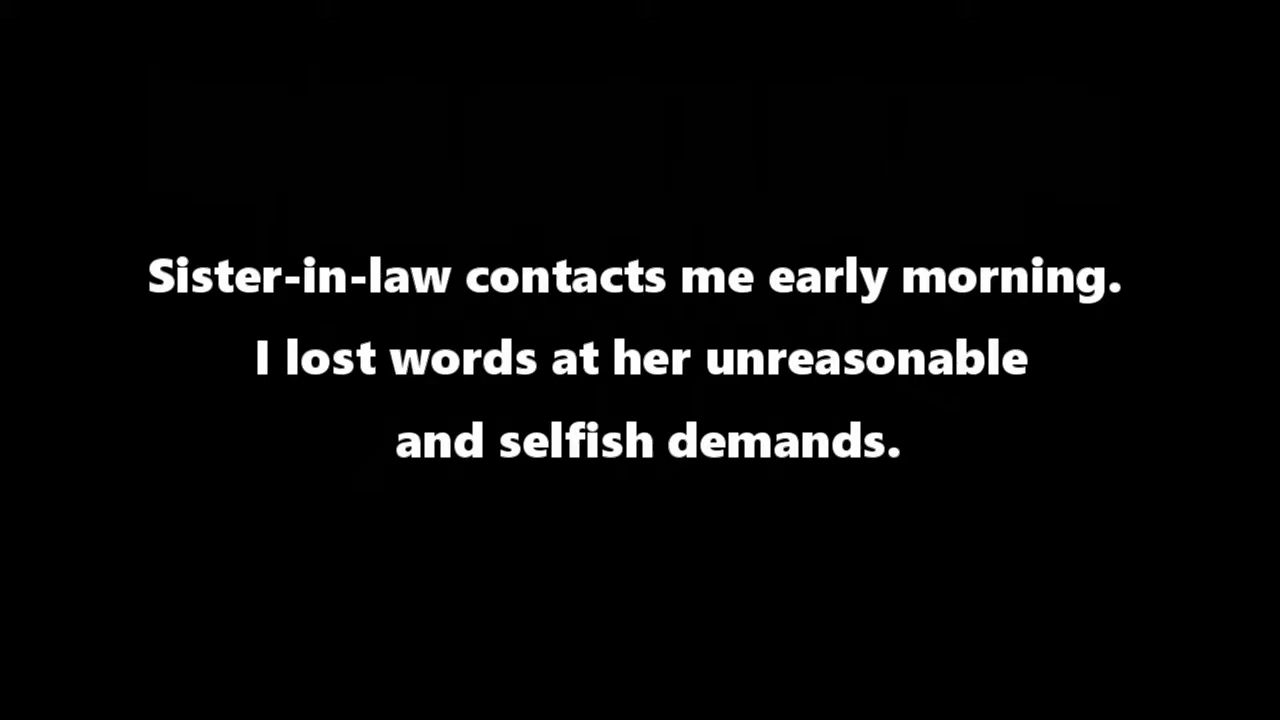 Sister-in-law contacts me early morning.
I lost words at her unreasonable
and selfish demands.